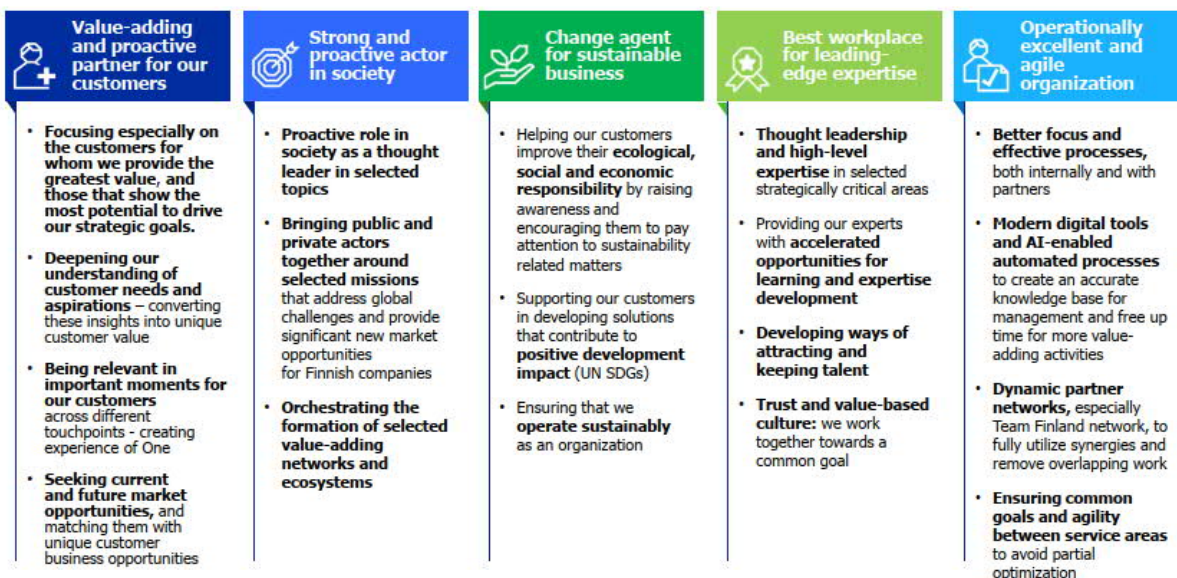 Value-adding
and proactive
partner for our
customers
• Focusing especially on
the customers for
whom we provide the
greatest value, and
those that show the
most potential to drive
our strategic goals.
• Deepening our
understanding of
customer needs and
aspirations – converting
these insights into unique
customer value
• Being relevant in
important moments for
our customers
across different
touchpoints - creating
experience of One
• Seeking current
and future market
opportunities, and
matching them with
unique customer
business opportunities
Strong and
proactive actor
in society
• Proactive role in
society as a thought
leader in selected
topics
• Bringing public and
private actors
together around
selected missions
that address global
challenges and provide
significant new market
opportunities
for Finnish companies
• Orchestrating the
formation of selected
value-adding
networks and
ecosystems
Change agent
for sustainable
business
• Helping our customers
improve their ecological,
social and economic
responsibility by raising
awareness and
encouraging them to pay
attention to sustainability
related matters
• Supporting our customers
in developing solutions
that contribute to
positive development
impact (UN SDGs)
• Ensuring that we
operate sustainably
as an organization
Best workplace
for leading-
edge expertise
• Thought leadership
and high-level
expertise in selected
strategically critical areas
• Providing our experts
with accelerated
opportunities for
learning and expertise
development
• Developing ways of
attracting and
keeping talent
• Trust and value-based
culture: we work
together towards a
common goal
Operationally
excellent and
agile
organization
• Better focus and
effective processes,
both internally and with
partners
• Modern digital tools
and AI-enabled
automated processes
to create an accurate
knowledge base for
management and free up
time for more value-
adding activities
• Dynamic partner
networks, especially
Team Finland network, to
fully utilize synergies and
remove overlapping work
• Ensuring common
goals and agility
between service areas
to avoid partial
optimization